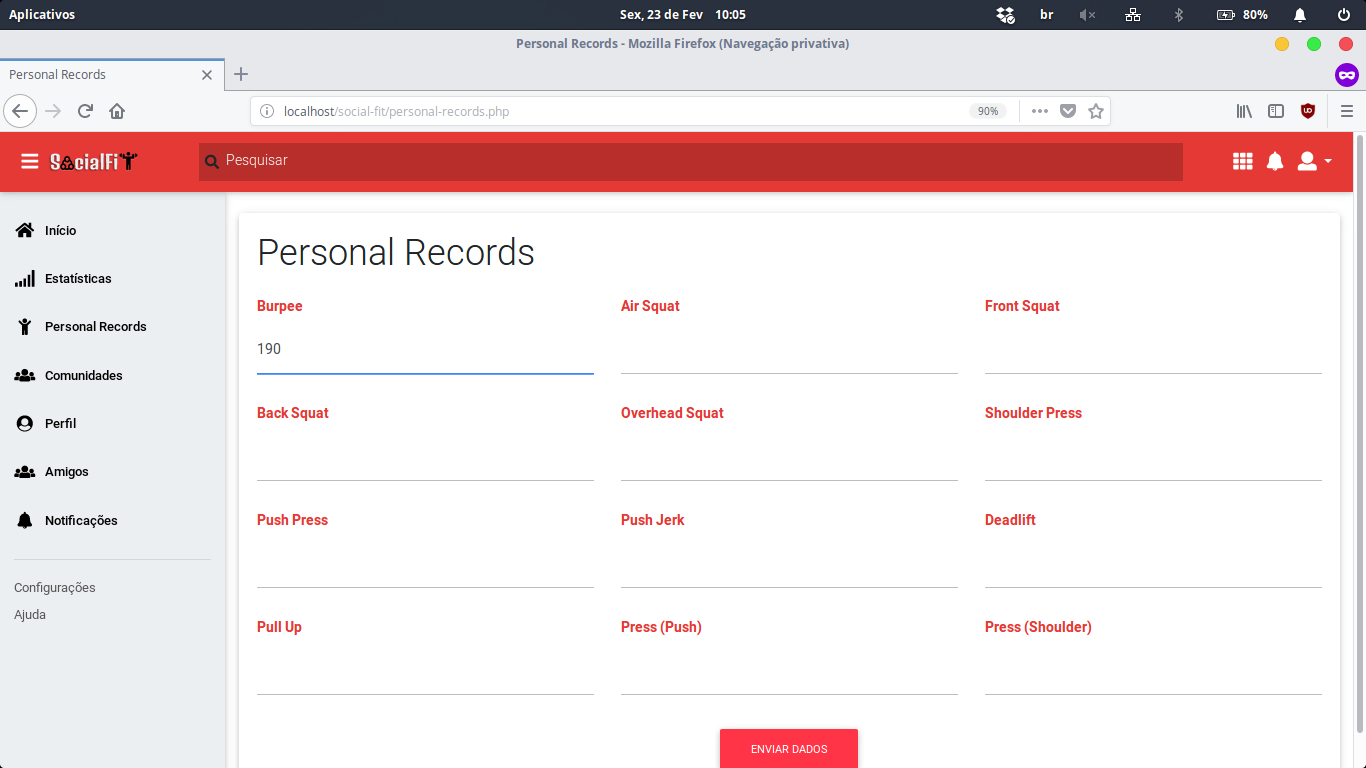 Aplicativos
Sex, 23 de Fev 10:05
br
80%
Personal Records - Mozilla Firefox (Navegação privativa)
Personal Records
localhost/social-fit/personal-records.php
90%
SocialFit
Pesquisar
Início
Estatísticas
Personal Records
Comunidades
Perfil
Amigos
Notificações
Configurações
Ajuda
Personal Records
Burpee
Air Squat
Front Squat
190
Back Squat
Overhead Squat
Shoulder Press
Push Press
Push Jerk
Deadlift
Pull Up
Press (Push)
Press (Shoulder)
ENVIAR DADOS